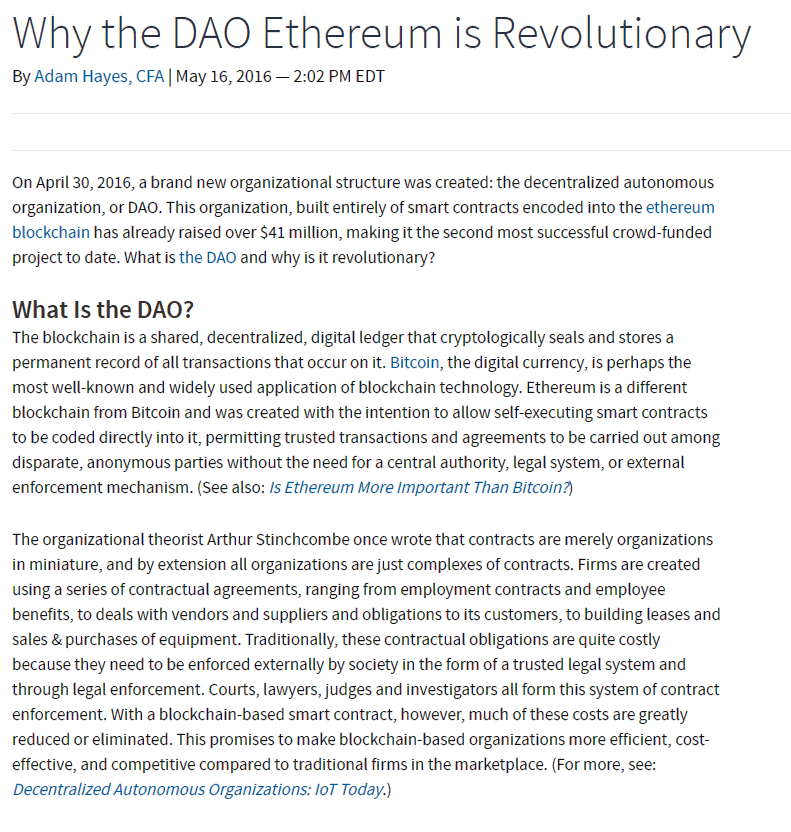 Why the DAO Ethereum is Revolutionary
By Adam Hayes, CFA | May 16, 2016 — 2:02 PM EDT
On April 30, 2016, a brand new organizational structure was created: the decentralized autonomous
organization, or DAO. This organization, built entirely of smart contracts encoded into the ethereum
blockchain has already raised over $41 million, making it the second most successful crowd-funded
project to date. What is the DAO and why is it revolutionary?
What Is the DAO?
The blockchain is a shared, decentralized, digital ledger that cryptologically seals and stores a
permanent record of all transactions that occur on it. Bitcoin, the digital currency, is perhaps the
most well-known and widely used application of blockchain technology. Ethereum is a different
blockchain from Bitcoin and was created with the intention to allow self-executing smart contracts
to be coded directly into it, permitting trusted transactions and agreements to be carried out among
disparate, anonymous parties without the need for a central authority, legal system, or external
enforcement mechanism. (See also: Is Ethereum More Important Than Bitcoin?)
The organizational theorist Arthur Stinchcombe once wrote that contracts are merely organizations
in miniature, and by extension all organizations are just complexes of contracts. Firms are created
using a series of contractual agreements, ranging from employment contracts and employee
benefits, to deals with vendors and suppliers and obligations to its customers, to building leases and
sales & purchases of equipment. Traditionally, these contractual obligations are quite costly
because they need to be enforced externally by society in the form of a trusted legal system and
through legal enforcement. Courts, lawyers, judges and investigators all form this system of contract
enforcement. With a blockchain-based smart contract, however, much of these costs are greatly
reduced or eliminated. This promises to make blockchain-based organizations more efficient, cost-
effective, and competitive compared to traditional firms in the marketplace. (For more, see:
Decentralized Autonomous Organizations: IoT Today.)